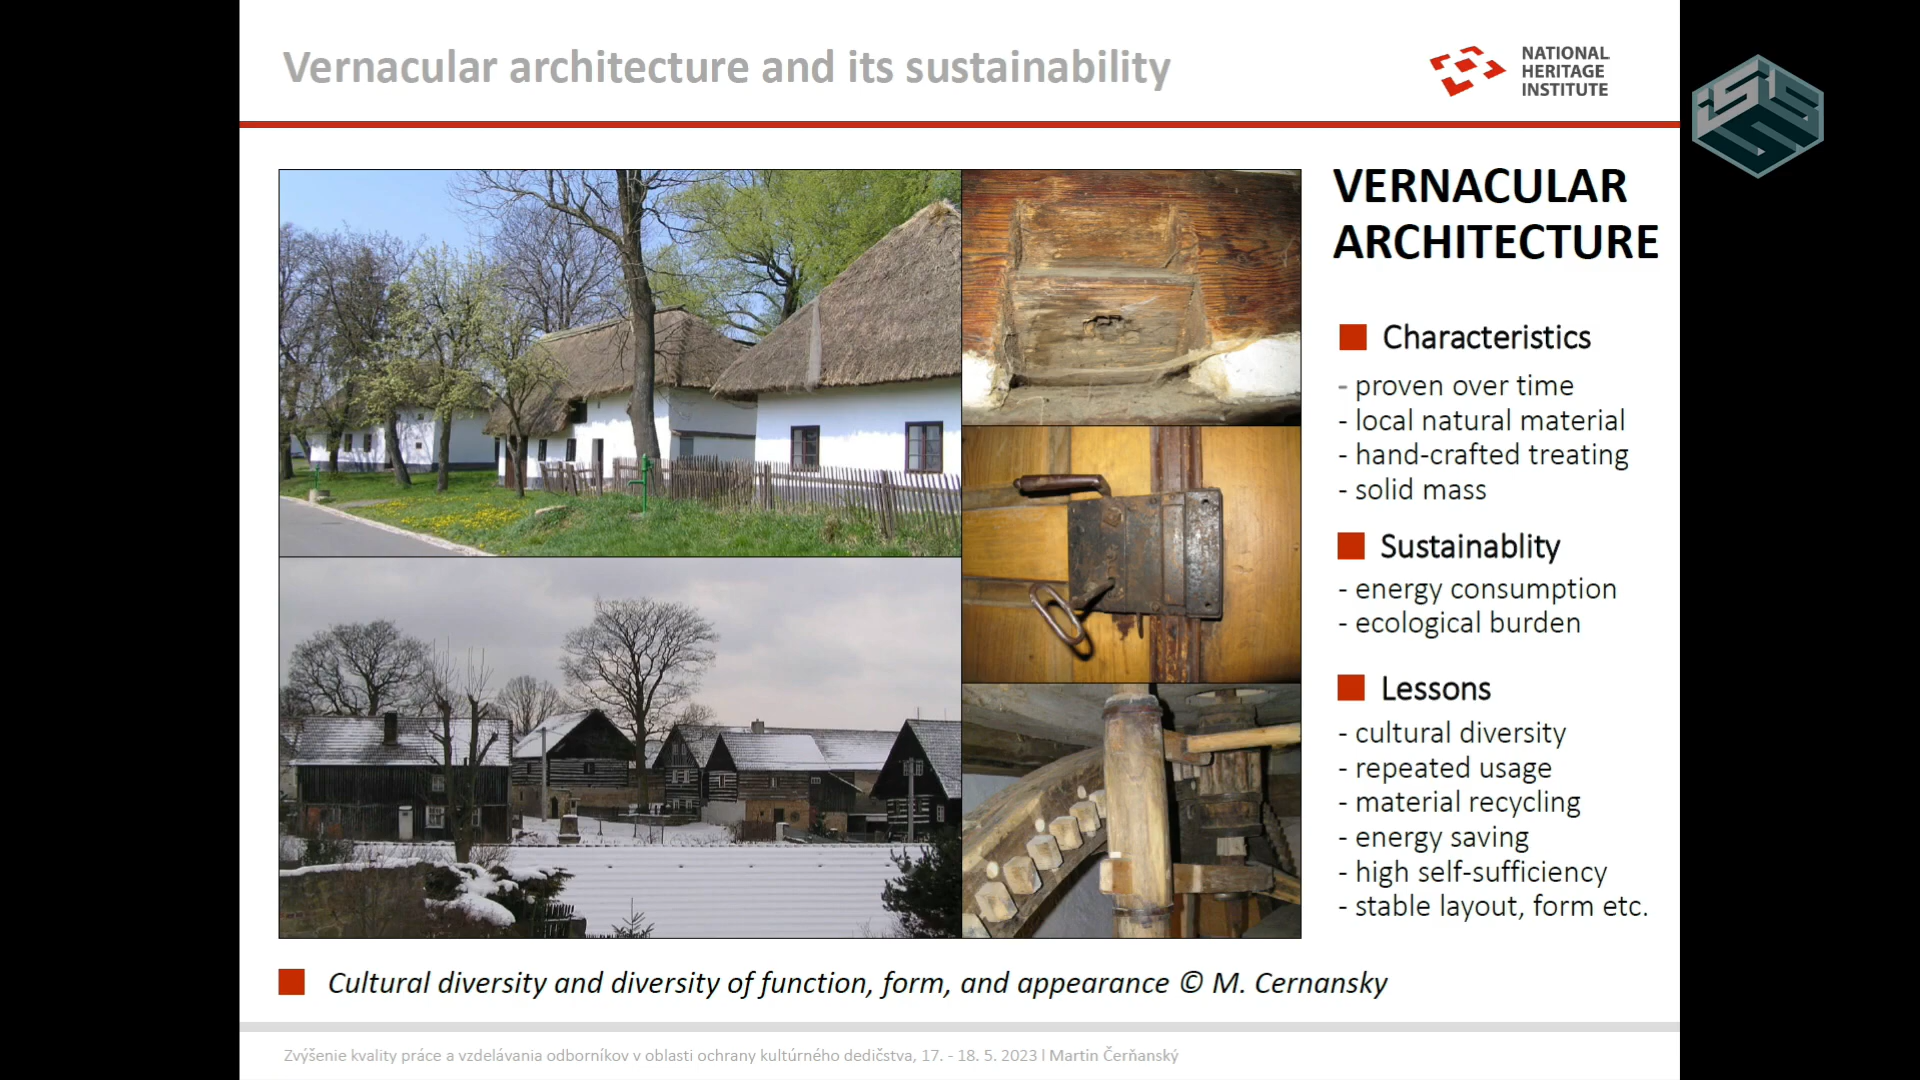 Vernacular architecture and its sustainability
NATIONAL
HERITAGE
INSTITUTE
VERNACULAR
ARCHITECTURE
Characteristics
- proven over time
- local natural material
- hand-crafted treating
- solid mass
Sustainablity
- energy consumption
- ecological burden
Lessons
- cultural diversity
- repeated usage
- material recycling
- energy saving
- high self-sufficiency
- stable layout, form etc.
Cultural diversity and diversity of function, form, and appearance © M. Cernansky
Zvýšenie kvality práce a vzdelávania odborníkov v oblasti ochrany kultúrného dedičstva, 17. - 18. 5. 2023 l Martin Čerňanský